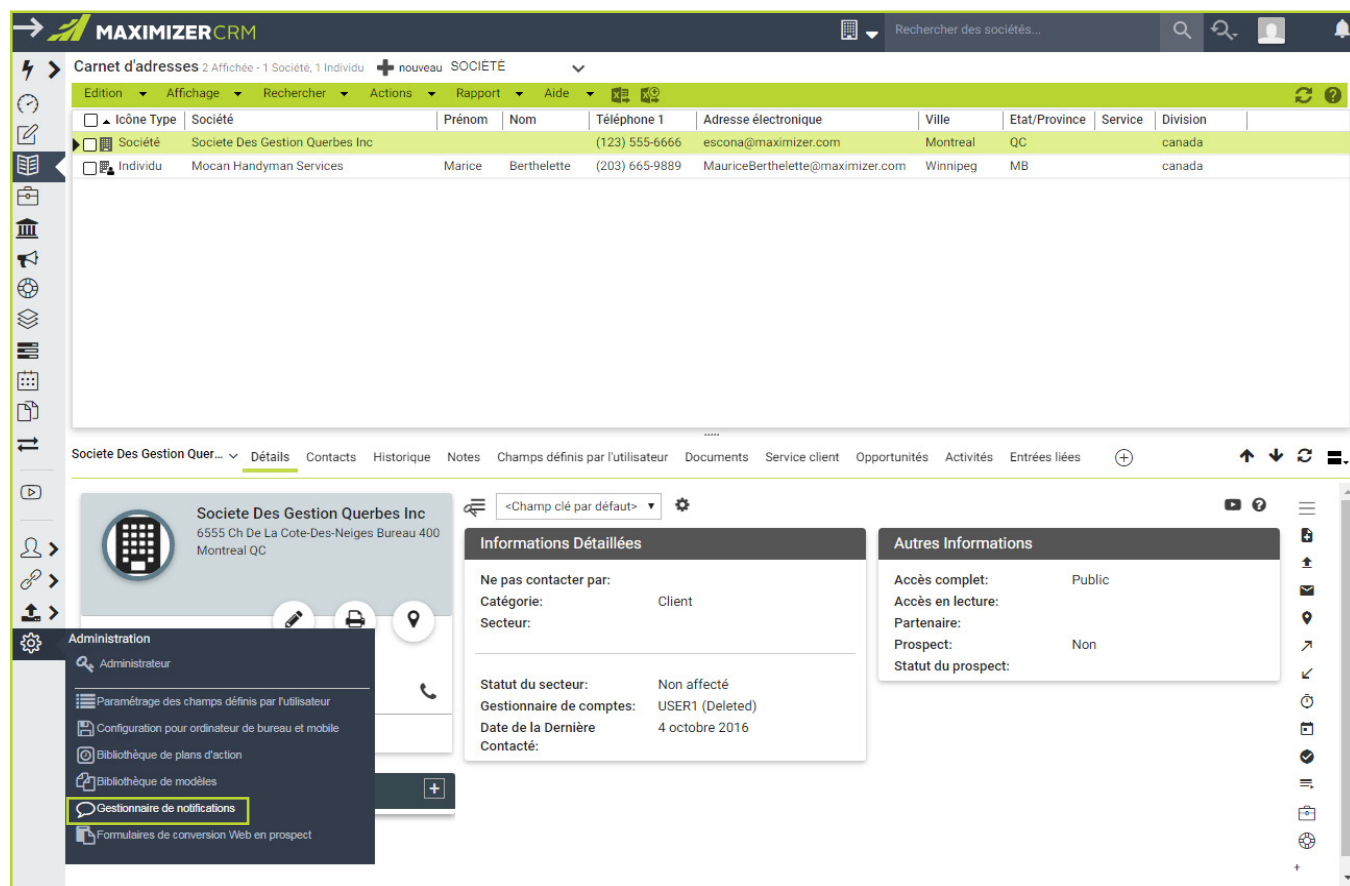 MAXIMIZERCRM
Rechercher des sociétés...
Carnet d'adresses 2 Affichée - 1 Société, 1 Individu nouveau SOCIÉTÉ
Edition Affichage Rechercher Actions Rapport Aide
Icône Type Société Prénom Nom Téléphone 1 Adresse électronique Ville Etat/Province Service Division
Société Societe Des Gestion Querbes Inc (123) 555-6666 escona@maximizer.com Montreal QC canada
Individu Mocan Handyman Services Marice Berthelette (203) 665-9889 MauriceBerthelette@maximizer.com Winnipeg MB canada
Societe Des Gestion Quer... Détails Contacts Historique Notes Champs définis par l'utilisateur Documents Service client Opportunités Activités Entrées liées
Societe Des Gestion Querbes Inc
6555 Ch De La Cote-Des-Neiges Bureau 400
Montreal QC
<Champ clé par défaut>
Informations Détaillées
Ne pas contacter par:
Catégorie: Client
Secteur:
Statut du secteur: Non affecté
Gestionnaire de comptes: USER1 (Deleted)
Date de la Dernière 4 octobre 2016
Contacté:
Autres Informations
Accès complet: Public
Accès en lecture:
Partenaire:
Prospect: Non
Statut du prospect:
Administration
Administrateur
Paramétrage des champs définis par l'utilisateur
Configuration pour ordinateur de bureau et mobile
Bibliothèque de plans d'action
Bibliothèque de modèles
Gestionnaire de notifications
Formulaires de conversion Web en prospect